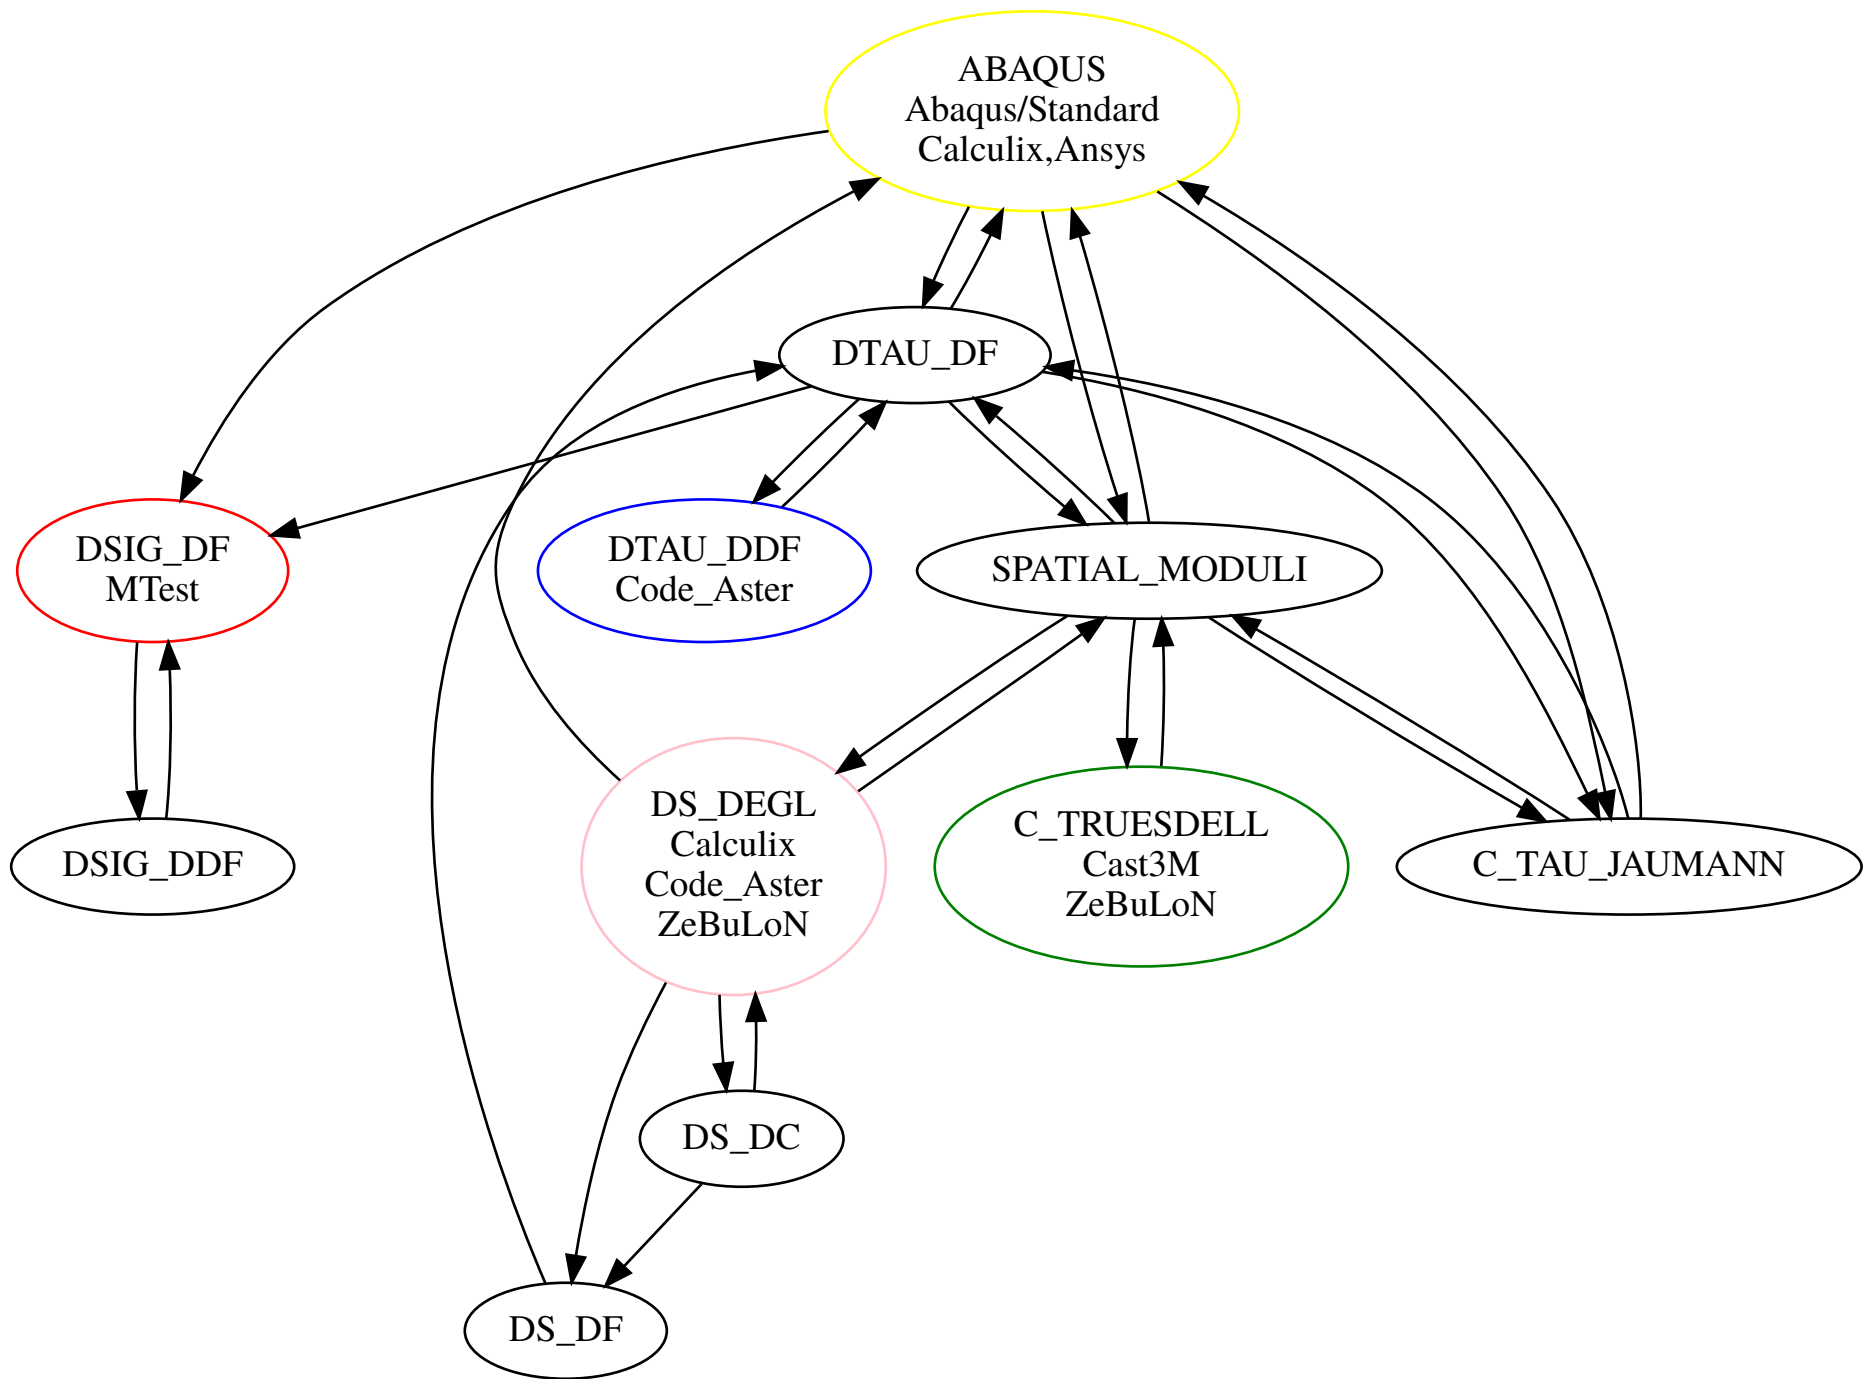 ABAQUS
Abaqus/Standard
Calculix,Ansys
DTAU_DF
DSIG_DF
MTest
DTAU_DDF
Code_Aster
SPATIAL_MODULI
DSIG_DDF
DS_DEGL
Calculix
Code_Aster
ZeBuLoN
C_TRUESDELL
Cast3M
ZeBuLoN
C_TAU_JAUMANN
DS_DC
DS_DF